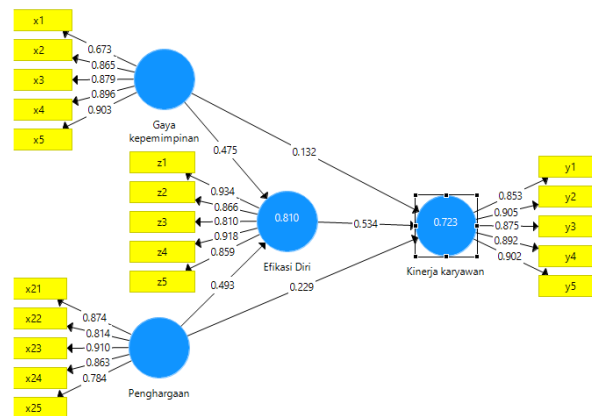 x1
x2
x3
x4
x5
0.673
0.865
0.879
0.896
0.903
Gaya
kepemimpinan
0.475
0.132
z1
z2
z3
z4
z5
0.934
0.866
0.810
0.918
0.859
0.810
Efikasi Diri
0.534
0.723
Kinerja karyawan
0.853
0.905
0.875
0.892
0.902
y1
y2
y3
y4
y5
0.493
0.229
x21
x22
x23
x24
x25
0.874
0.814
0.910
0.863
0.784
Penghargaan